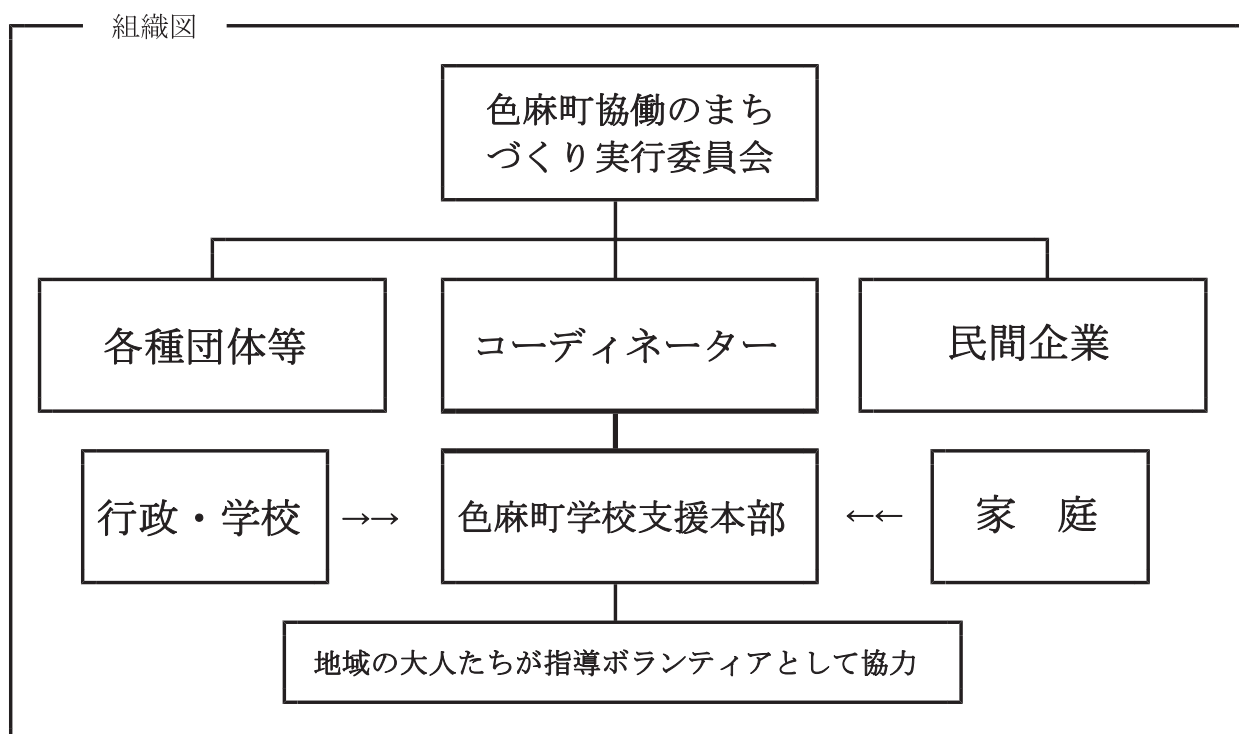 組織図
色麻町協働のまち
づくり実行委員会
各種団体等
コーディネーター
民間企業
行政・学校
→→
色麻町学校支援本部
←←
家　庭
地域の大人たちが指導ボランティアとして協力